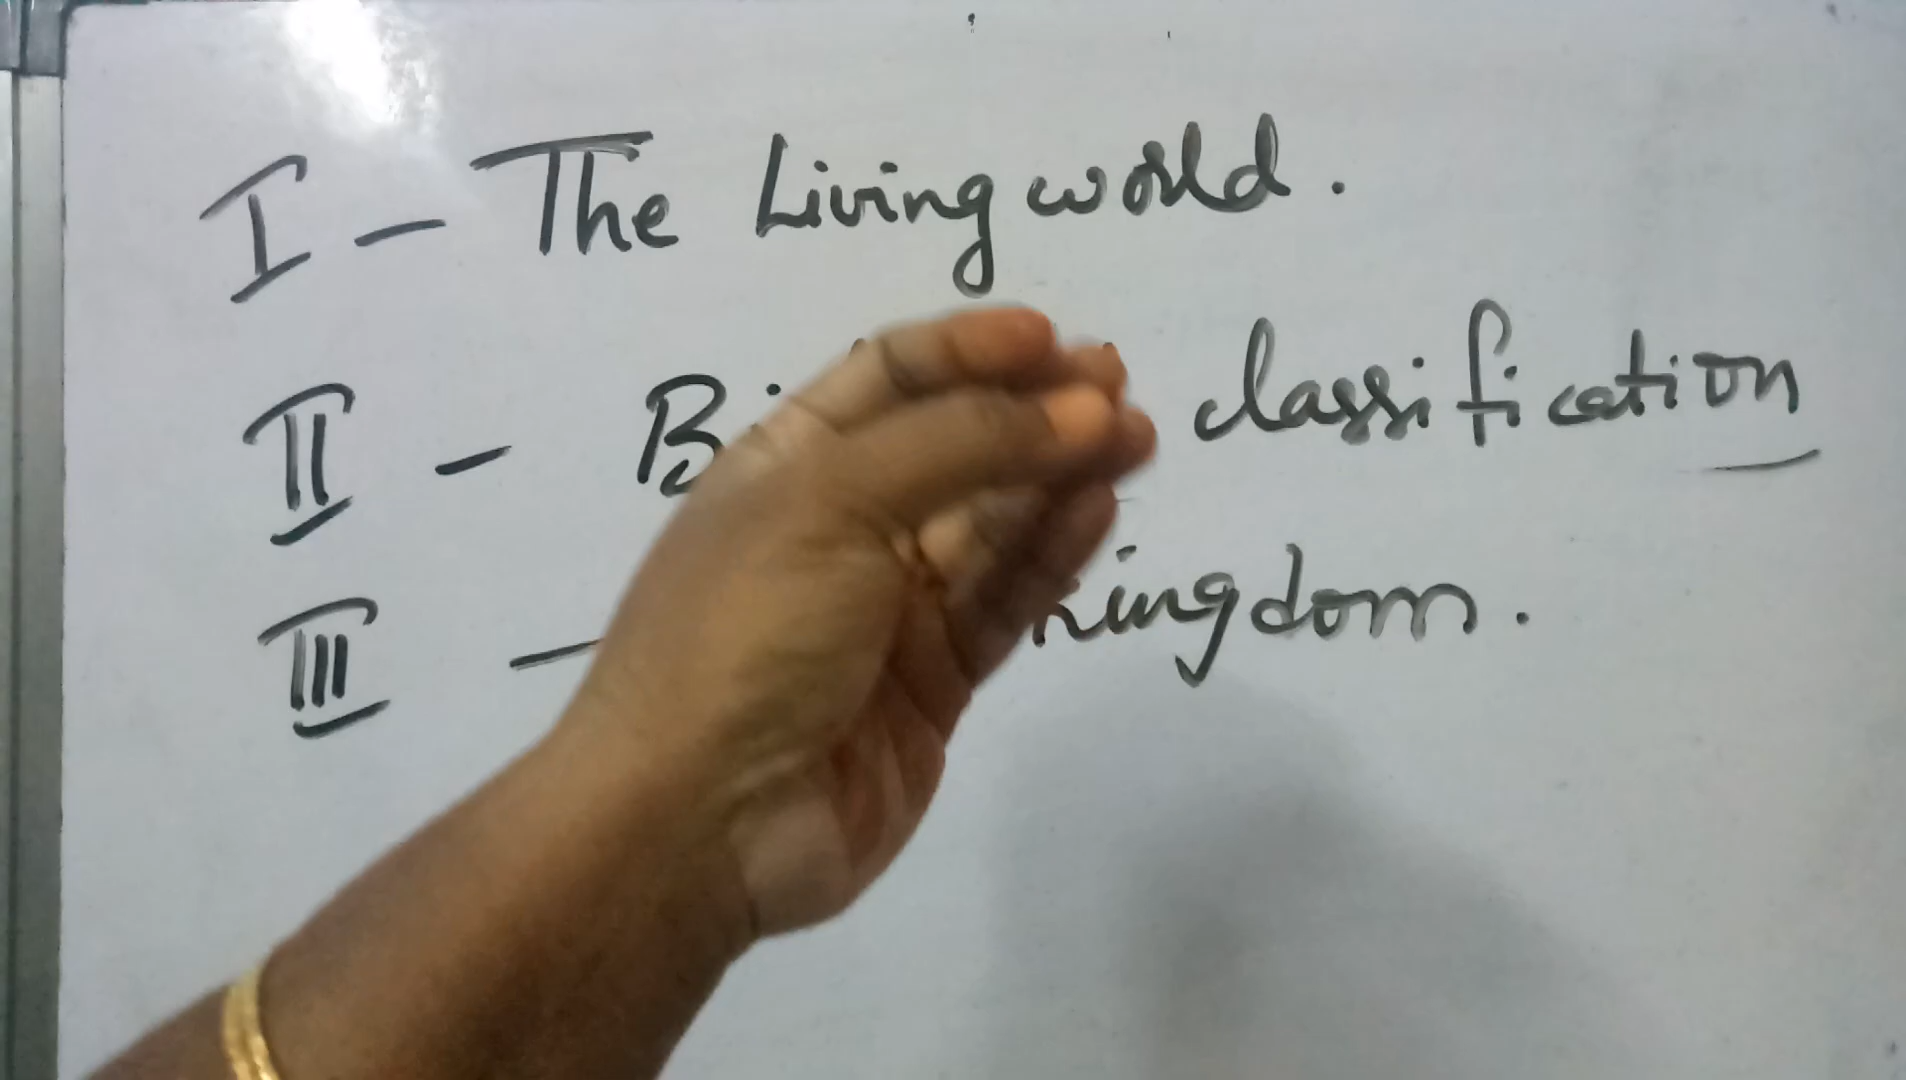 I - The Living world.
II - classification
III - kingdom.